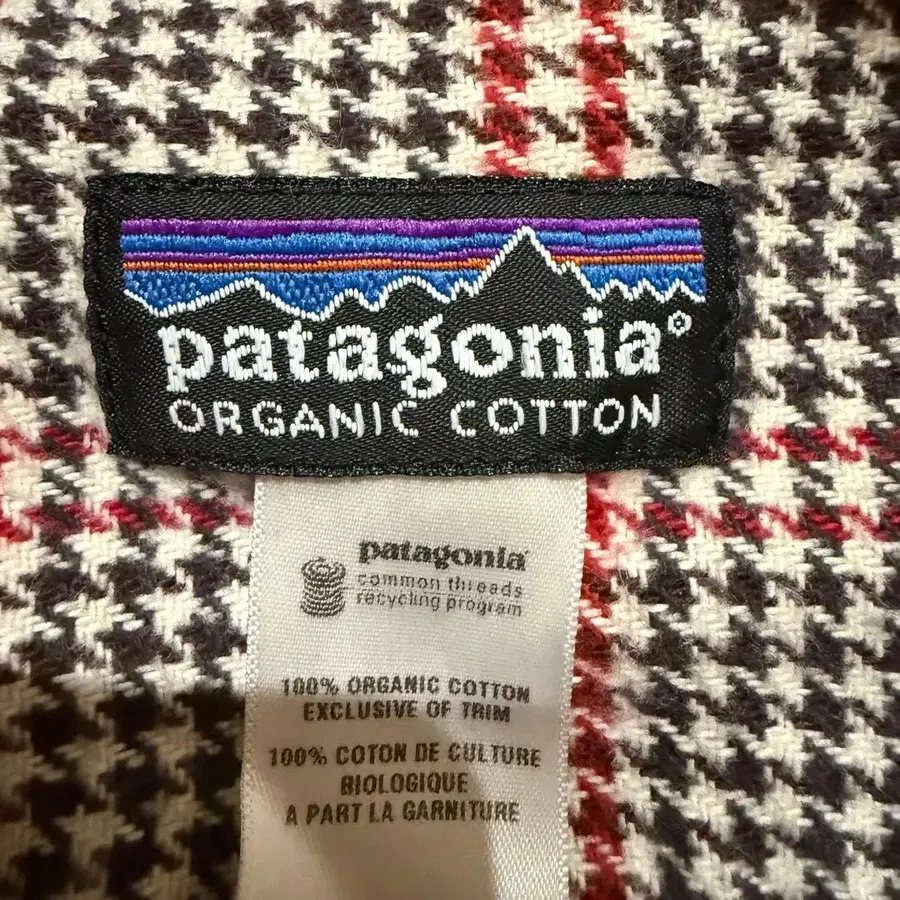 patagonia®
ORGANIC COTTON
patagonia®
common threads
recycling program
100% ORGANIC COTTON
EXCLUSIVE OF TRIM
100% COTON DE CULTURE
BIOLOGIQUE
A PART LA GARNITURE